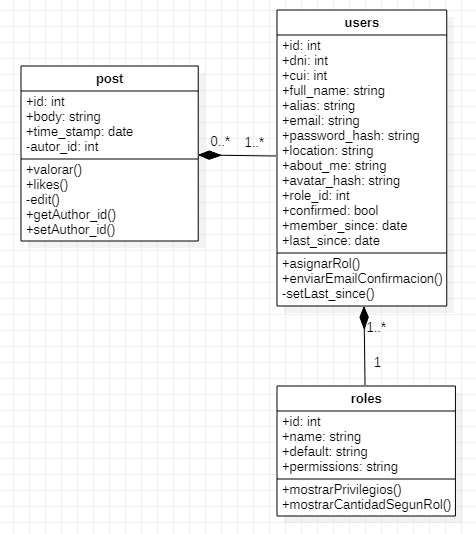 post
+id: int
+body: string
+time_stamp: date
-autor_id: int
+valorar()
+likes()
-edit()
+getAuthor_id()
+setAuthor_id()
0..*
1..*
users
+id: int
+dni: int
+cui: int
+full_name: string
+alias: string
+email: string
+password_hash: string
+location: string
+about_me: string
+avatar_hash: string
+role_id: int
+confirmed: bool
+member_since: date
+last_since: date
+asignarRol()
+enviarEmailConfirmacion()
-setLast_since()
1..*
1
roles
+id: int
+name: string
+default: string
+permissions: string
+mostrarPrivilegios()
+mostrarCantidadSegunRol()